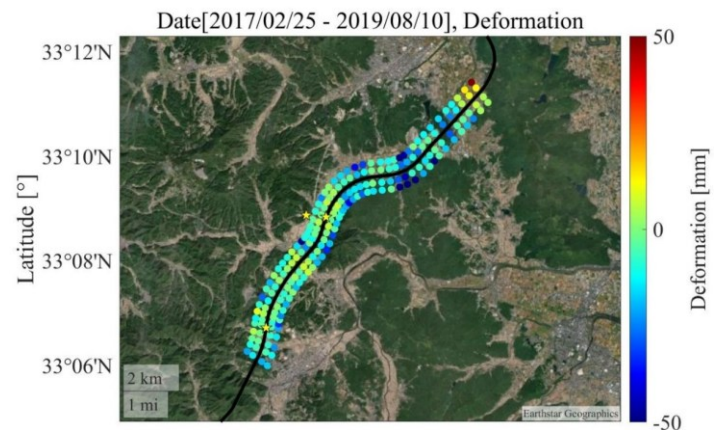 Date[2017/02/25 - 2019/08/10], Deformation
33°12'N
33°10'N
33°08'N
33°06'N
Latitude [°]
2 km
1 mi
Earthstar Geographics
50
0
-50
Deformation [mm]